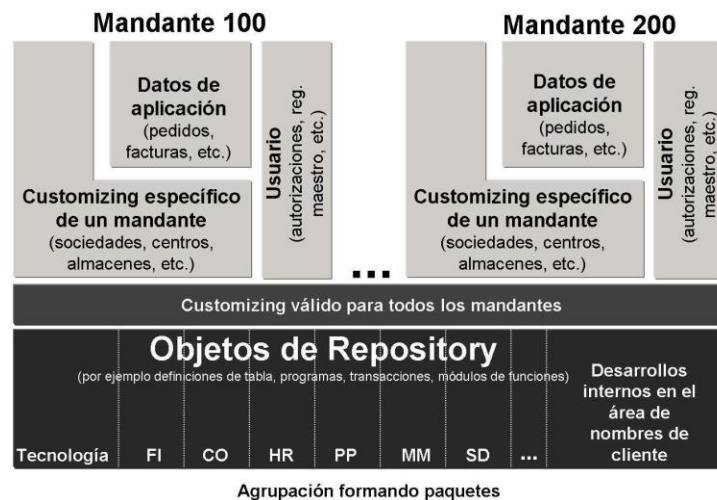 Mandante 100
Mandante 200
Datos de
aplicación
(pedidos,
facturas, etc.)
Usuario
(autorizaciones, reg.
maestro, etc.)
Customizing específico
de un mandante
(sociedades, centros,
almacenes, etc.)
...
Datos de
aplicación
(pedidos,
facturas, etc.)
Usuario
(autorizaciones, reg.
maestro, etc.)
Customizing específico
de un mandante
(sociedades, centros,
almacenes, etc.)
Customizing válido para todos los mandantes
Objetos de Repository
(por ejemplo definiciones de tabla, programas, transacciones, módulos de funciones)
Desarrollos
internos en el
área de
nombres de
cliente
Tecnología FI CO HR PP MM SD ...
Agrupación formando paquetes